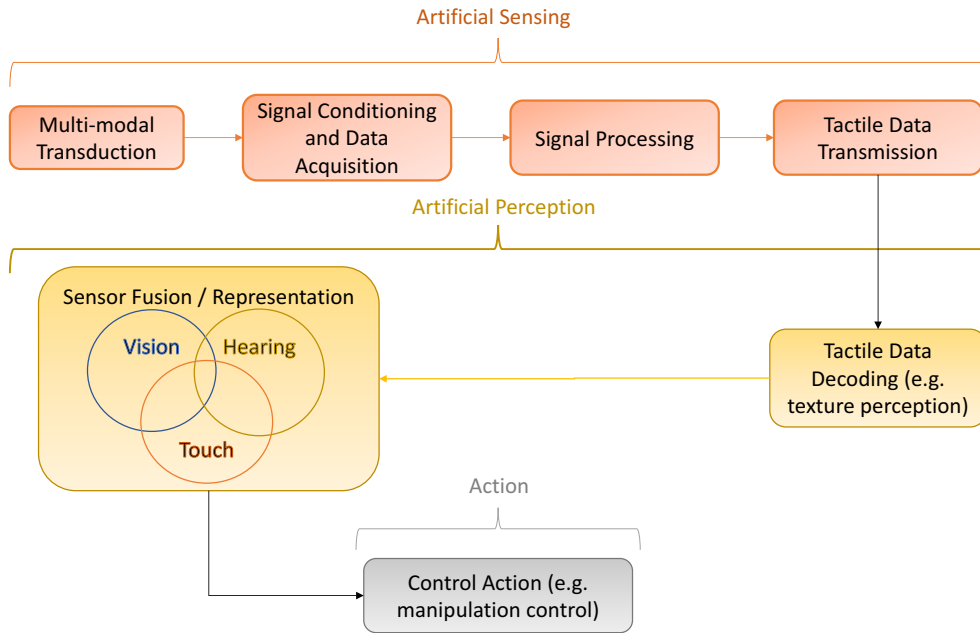 Artificial Sensing
Multi-modal
Transduction
Signal Conditioning
and Data
Acquisition
Signal Processing
Tactile Data
Transmission
Artificial Perception
Sensor Fusion / Representation
Vision
Hearing
Touch
Tactile Data
Decoding (e.g.
texture perception)
Action
Control Action (e.g.
manipulation control)